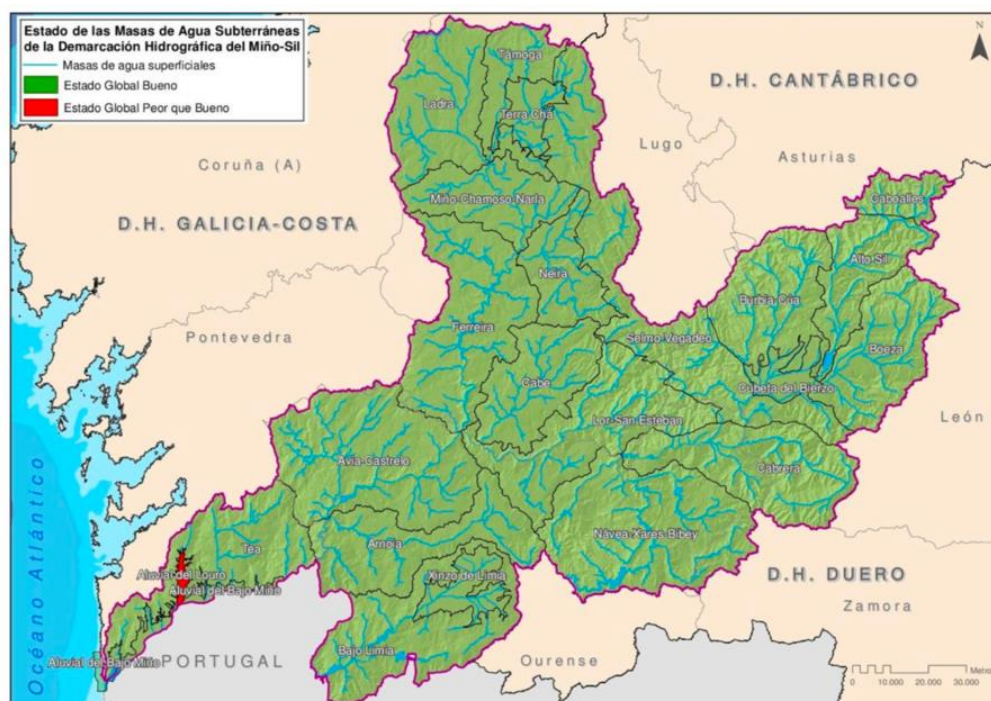 Estado de las Masas de Agua Subterráneas
de la Demarcación Hidrográfica del Miño-Sil
Masas de agua superficiales
Estado Global Bueno
Estado Global Peor que Bueno
N
Támoga
D.H. CANTÁBRICO
Ladra
Terra Chá
Lugo
Asturias
Coruña (A)
Miño-Chamoso-Narla
Caboalles
D.H. GALICIA-COSTA
Alto Sil
Neira
Burbia Cúa
Pontevedra
Ferreira
Selmo-Vegadeo
Boeza
Cabe
Cubeta del Bierzo
Lor-San Esteban
León
Avia-Castrelo
Cabrera
Océano Atlántico
Tea
Arnoia
Návea-Xares-Bibey
Aluvial del Louro
Xinzo de Limia
D.H. DUERO
Aluvial del Bajo Miño
Zamora
Bajo Limia
Aluvial del Bajo Miño
PORTUGAL
Ourense
0 10.000 20.000 30.000